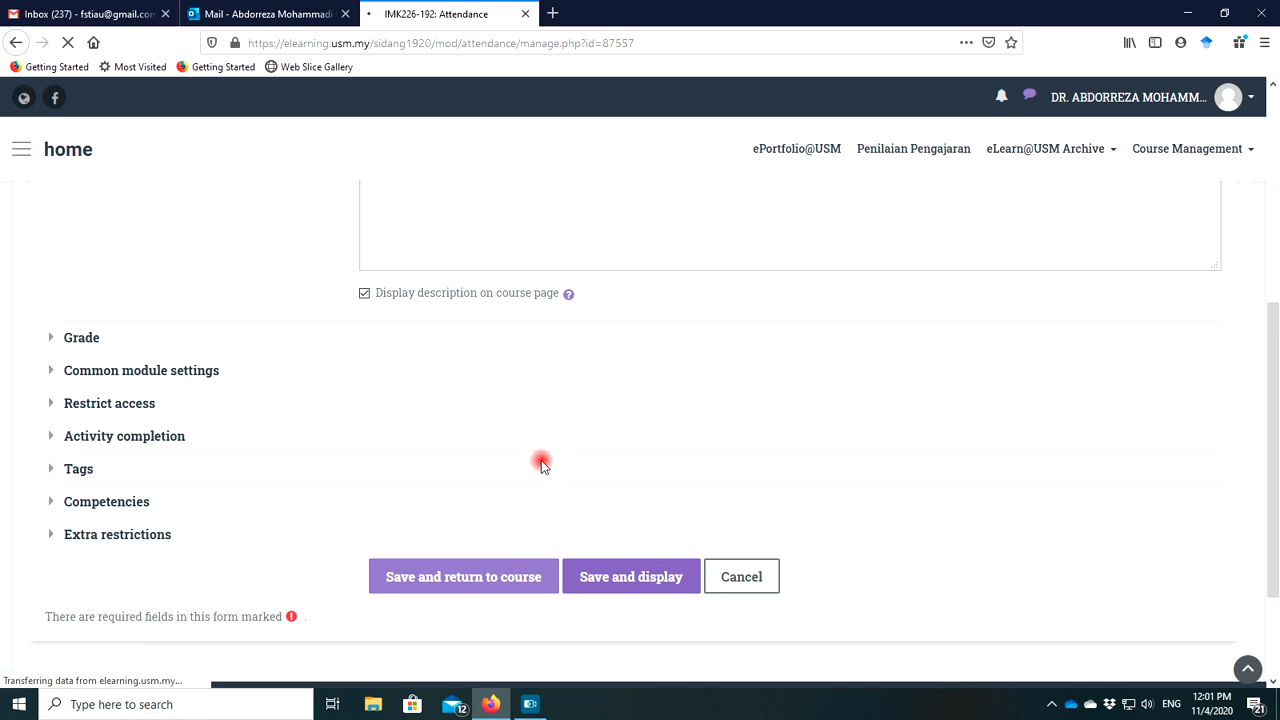 Inbox (237) - fstiau@gmail.con
Mail - Abdorreza Mohammadi
IMK226-192: Attendance
https://elearning.usm.my/sidang1920/mod/attendance/manage.php?id=87557
Getting Started
Most Visited
Getting Started
Web Slice Gallery
DR. ABDORREZA MOHAMM...
home
ePortfolio@USM
Penilaian Pengajaran
eLearn@USM Archive
Course Management
Display description on course page
Grade
Common module settings
Restrict access
Activity completion
Tags
Competencies
Extra restrictions
Save and return to course
Save and display
Cancel
There are required fields in this form marked .
Transferring data from elearning.usm.my...
Type here to search
12
ENG
12:01 PM
11/4/2020
21